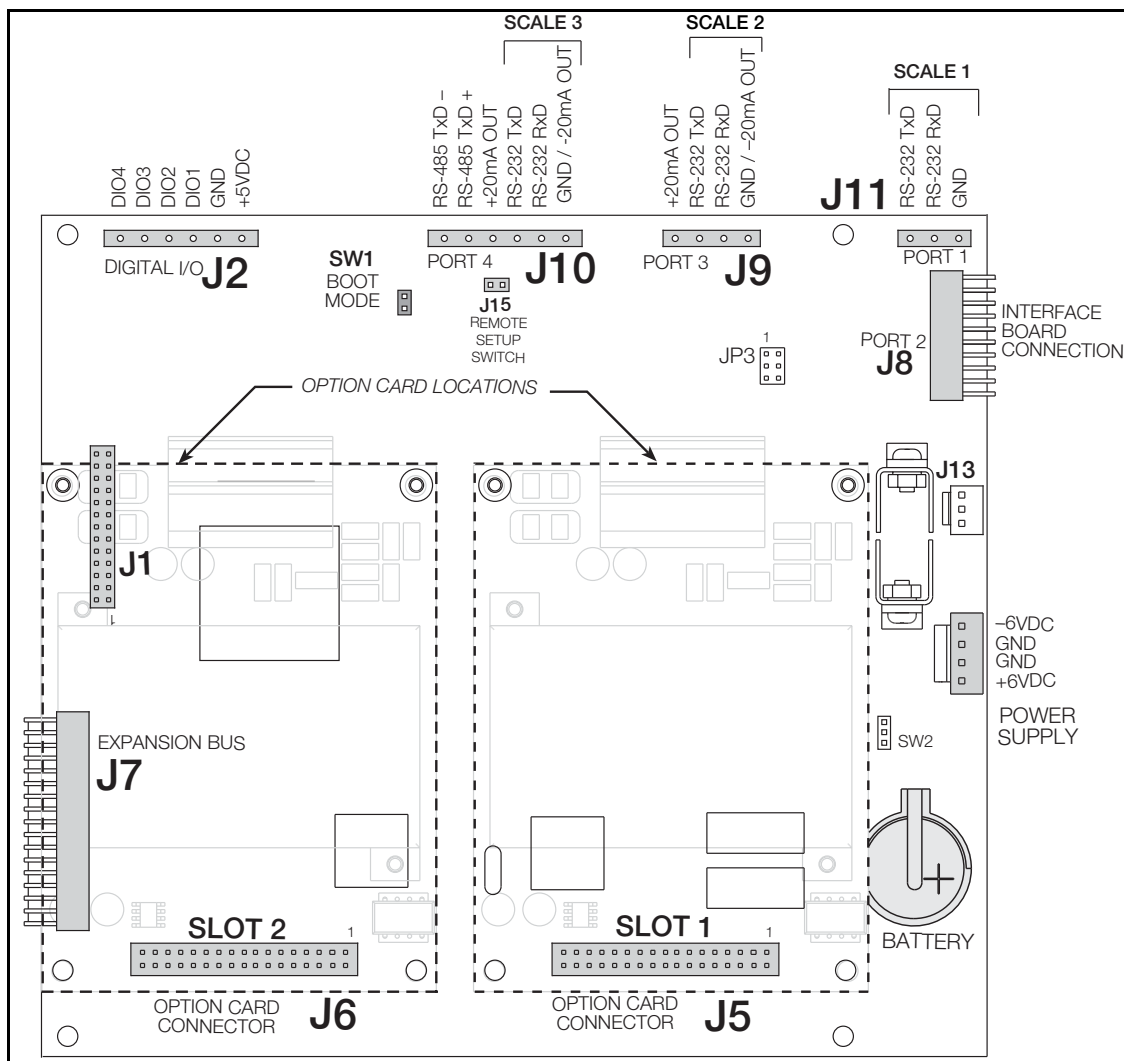 SCALE 3
SCALE 2
SCALE 1
RS-485 TxD –
RS-485 TxD +
+20mA OUT
RS-232 TxD
RS-232 RxD
GND / -20mA OUT
+20mA OUT
RS-232 TxD
RS-232 RxD
GND / –20mA OUT
RS-232 TxD
RS-232 RxD
GND
DIO4
DIO3
DIO2
DIO1
GND
+5VDC
J11
DIGITAL I/O
J2
SW1
BOOT
MODE
PORT 4
J10
J15
REMOTE
SETUP
SWITCH
PORT 3
J9
PORT 1
JP3
1
PORT 2
J8
INTERFACE
BOARD
CONNECTION
OPTION CARD LOCATIONS
J1
1
J13
–6VDC
GND
GND
+6VDC
POWER
SUPPLY
SW2
EXPANSION BUS
J7
BATTERY
SLOT 2
1
SLOT 1
1
OPTION CARD
CONNECTOR
J6
OPTION CARD
CONNECTOR
J5